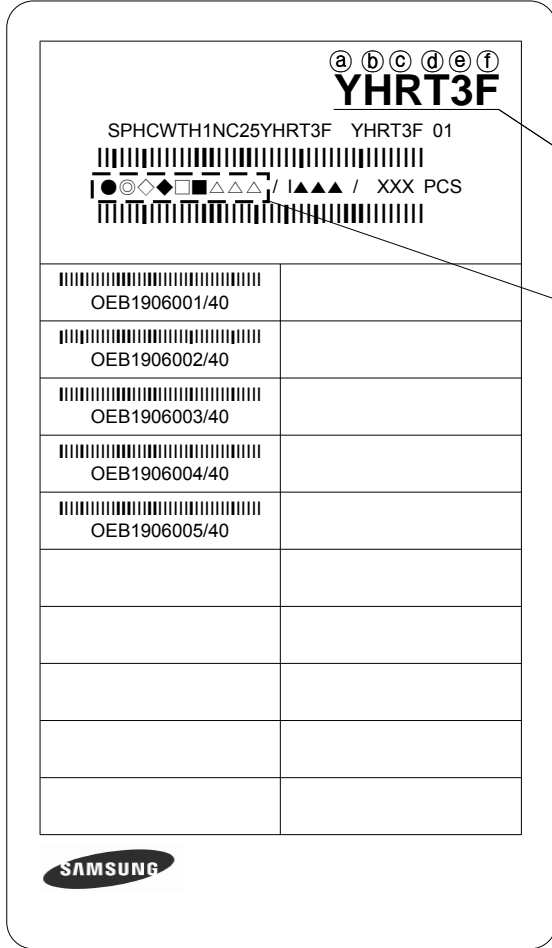 ⓐ ⓑ ⓒ ⓓ ⓔ ⓕ
YHRT3F
SPHCWTH1NC25YHRT3F YHRT3F 01
●◎◇◆□■△△△ / I▲▲▲ / XXX PCS
OEB1906001/40
OEB1906002/40
OEB1906003/40
OEB1906004/40
OEB1906005/40
SAMSUNG